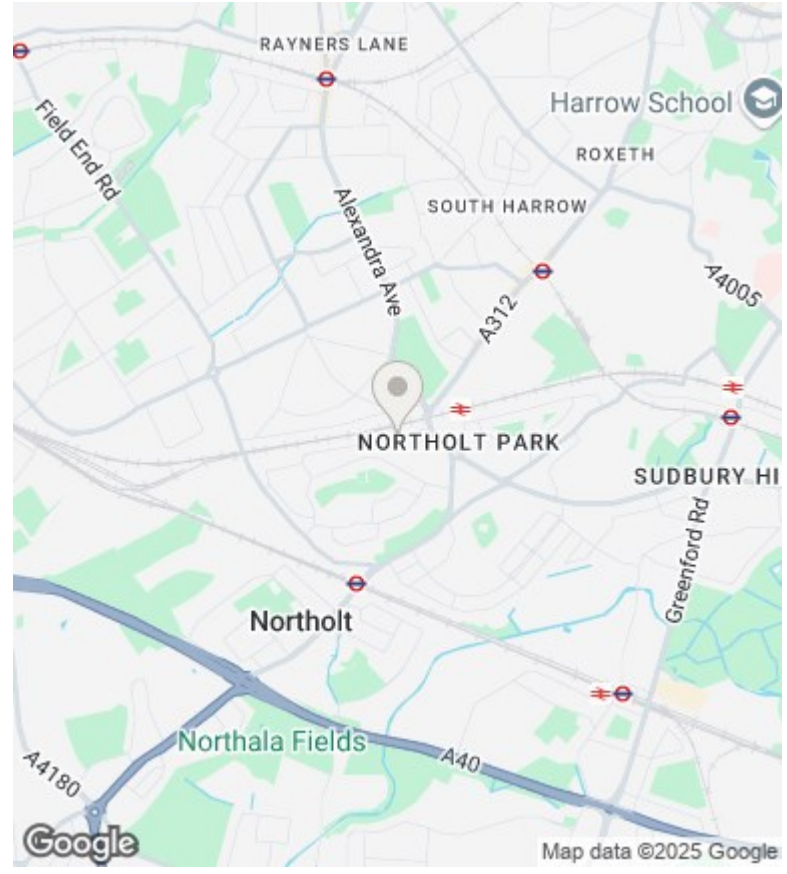 RAYNERS LANE
Harrow School
Field End Rd
ROXETH
Alexandra Ave
SOUTH HARROW
A4005
A312
NORTHOLT PARK
SUDBURY HI
Greenford Rd
Northolt
Northala Fields
A40
A4180
Google
Map data ©2025 Google